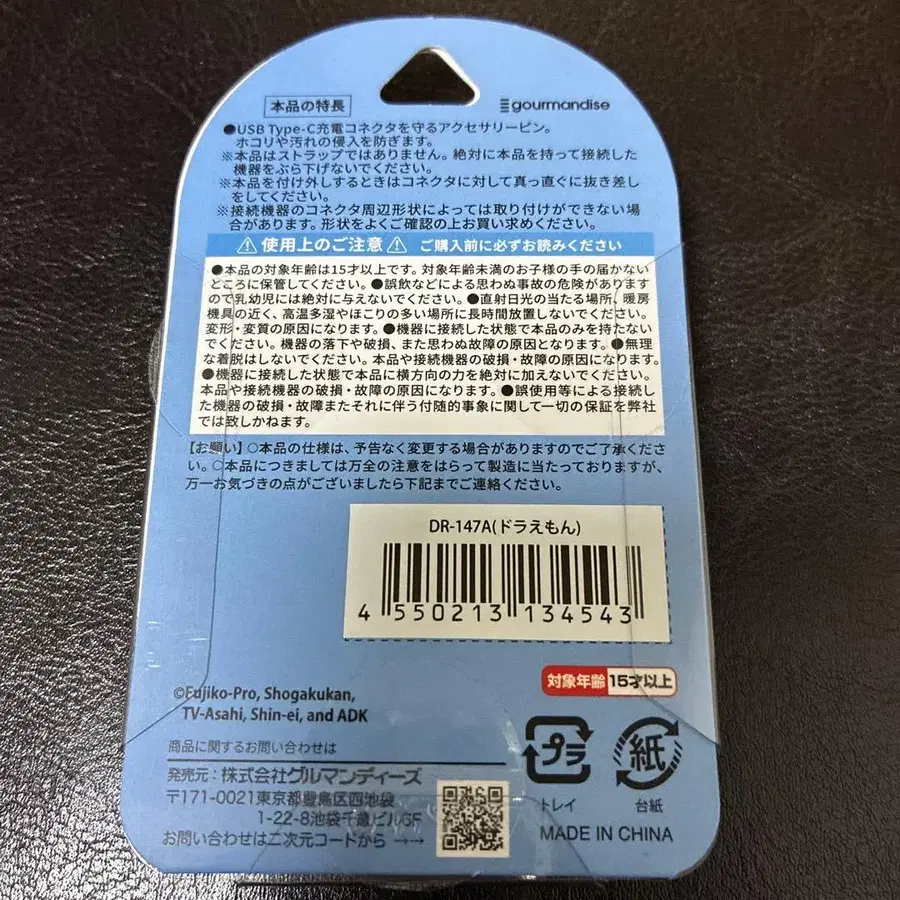 本品の特長
gourmandise
●USB Type-C充電コネクタを守るアクセサリーピン。
ホコリや汚れの侵入を防ぎます。
※本品はストラップではありません。絶対に本品を持って接続した
機器をぶら下げないでください。
※本品を付け外しするときはコネクタに対して真っ直ぐに抜き差し
をしてください。
※接続機器のコネクタ周辺形状によっては取り付けができない場
合があります。形状をよくご確認の上お買い求めください。
⚠使用上のご注意⚠ ご購入前に必ずお読みください
●本品の対象年齢は15才以上です。対象年齢未満のお子様の手の届かない
ところに保管してください。●誤飲などによる思わぬ事故の危険があります
ので乳幼児には絶対に与えないでください。●直射日光の当たる場所、暖房
機具の近く、高温多湿やほこりの多い場所に長時間放置しないでください。
変形・変質の原因になります。●機器に接続した状態で本品のみを持たない
でください。機器の落下や破損、また思わぬ故障の原因となります。●無理
な着脱はしないでください。本品や接続機器の破損・故障の原因になります。
●機器に接続した状態で本品に横方向の力を絶対に加えないでください。
本品や接続機器の破損・故障の原因になります。●誤使用等による接続し
た機器の破損・故障またそれに伴う付随的事象に関して一切の保証を弊社
では致しかねます。
【お願い】○本品の仕様は、予告なく変更する場合がありますのでご了承くださ
い。○本品につきましては万全の注意をはらって製造に当たっておりますが、
万一お気づきの点がございましたら下記までご連絡ください。
DR-147A(ドラえもん)
4 550213 134543
対象年齢 15才以上
©Fujiko-Pro, Shogakukan,
TV-Asahi, Shin-ei, and ADK
プラ
トレイ
紙
台紙
商品に関するお問い合わせは
発売元：株式会社グルマンディーズ
〒171-0021東京都豊島区西池袋
1-22-8池袋千歳ビル6F
お問い合わせは二次元コードから →→
MADE IN CHINA